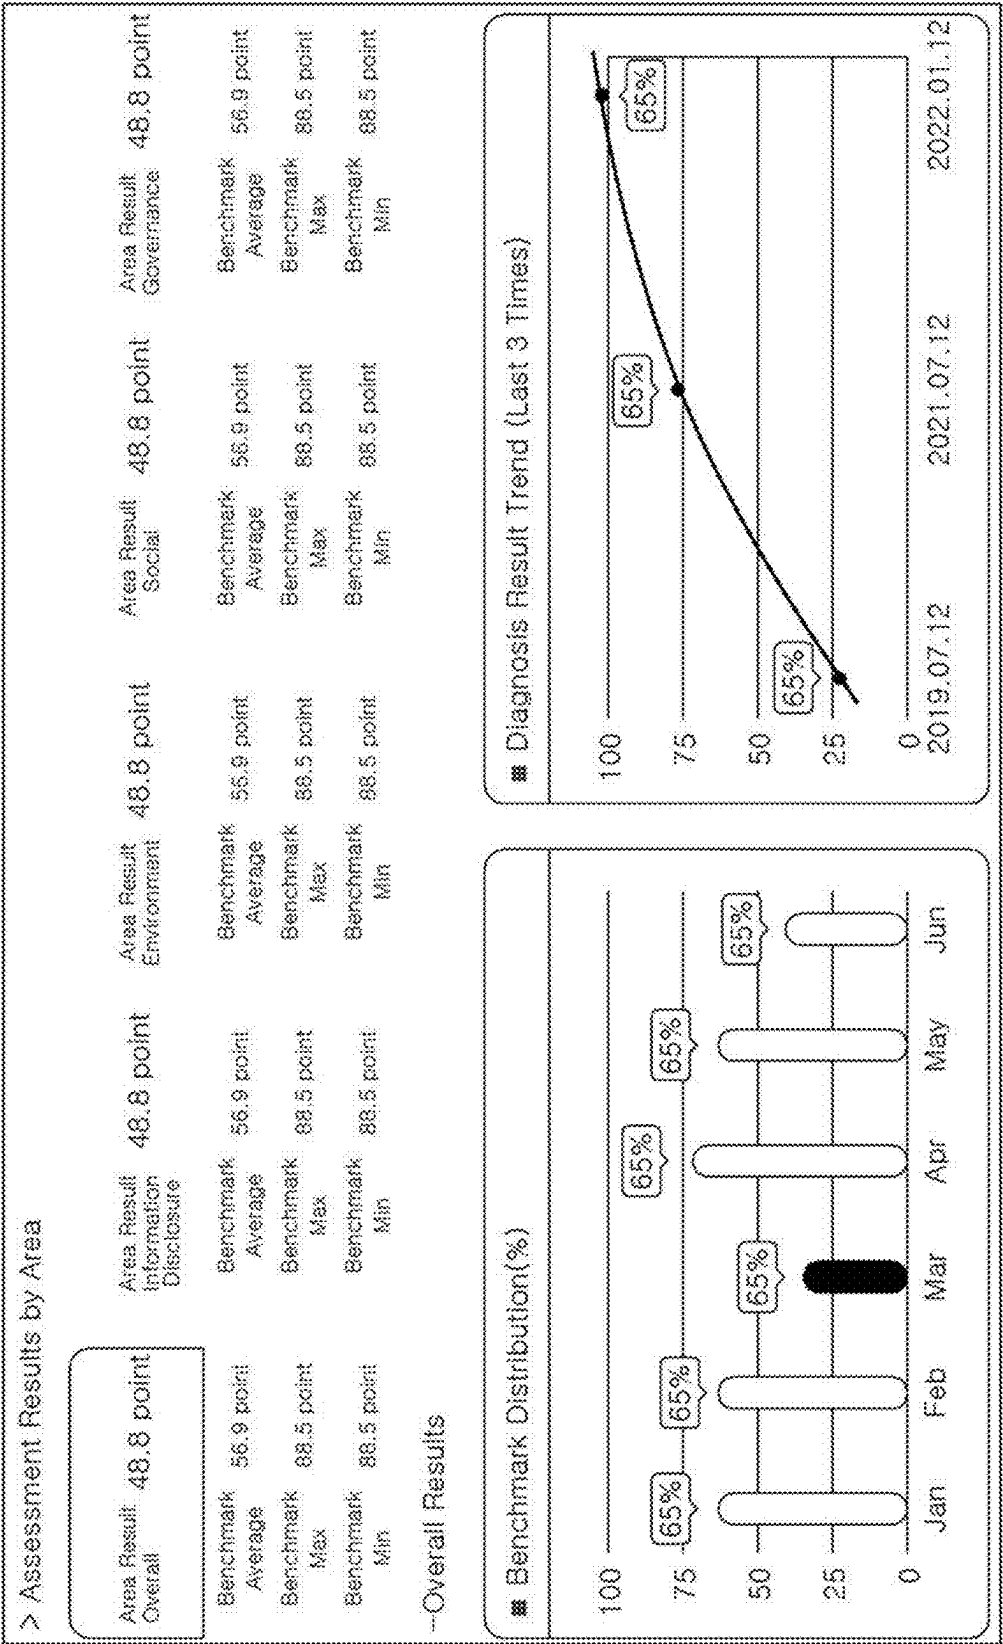 > Assessment Results by Area
Area Result
Overall
48.8 point
Benchmark
Average
56.9 point
Benchmark
Max
88.5 point
Benchmark
Min
88.5 point
Area Result
Information
Disclosure
48.8 point
Benchmark
Average
56.9 point
Benchmark
Max
88.5 point
Benchmark
Min
88.5 point
Area Result
Environment
48.8 point
Benchmark
Average
56.9 point
Benchmark
Max
88.5 point
Benchmark
Min
88.5 point
Area Result
Social
48.8 point
Benchmark
Average
56.9 point
Benchmark
Max
88.5 point
Benchmark
Min
88.5 point
Area Result
Governance
48.8 point
Benchmark
Average
56.9 point
Benchmark
Max
88.5 point
Benchmark
Min
88.5 point
-Overall Results
■ Benchmark Distribution(%)
100
75
50
25
0
65%
65%
65%
65%
65%
65%
Jan Feb Mar Apr May Jun
■ Diagnosis Result Trend (Last 3 Times)
100
75
50
25
0
65%
65%
65%
2019.07.12 2021.07.12 2022.01.12